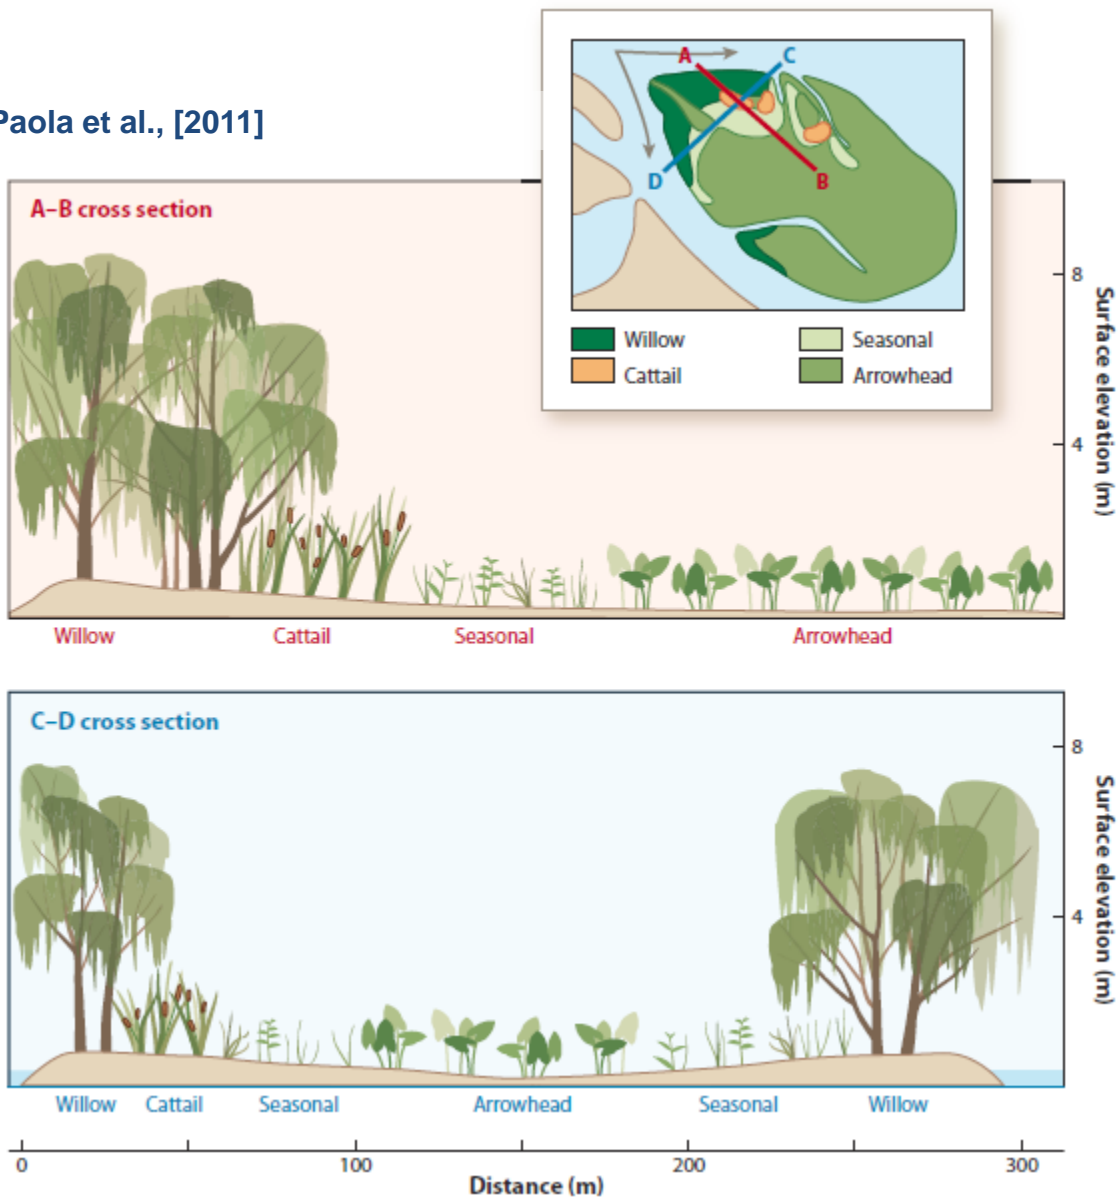 Paola et al., [2011]
A
C
D
B
Willow
Seasonal
Cattail
Arrowhead
A–B cross section
8
4
Surface elevation (m)
Willow
Cattail
Seasonal
Arrowhead
C–D cross section
8
4
Surface elevation (m)
Willow
Cattail
Seasonal
Arrowhead
Seasonal
Willow
0
100
200
300
Distance (m)